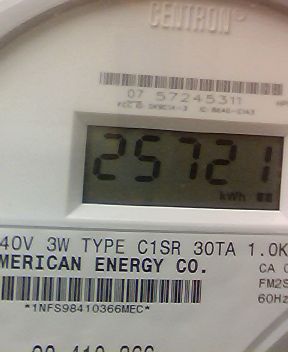 CENTRON®
07 57245311
25721
kWh
40V 3W TYPE C1SR 30TA 1.0K
MERICAN ENERGY CO.
CA
FM2S
60Hz
*1NFS98410366MEC*